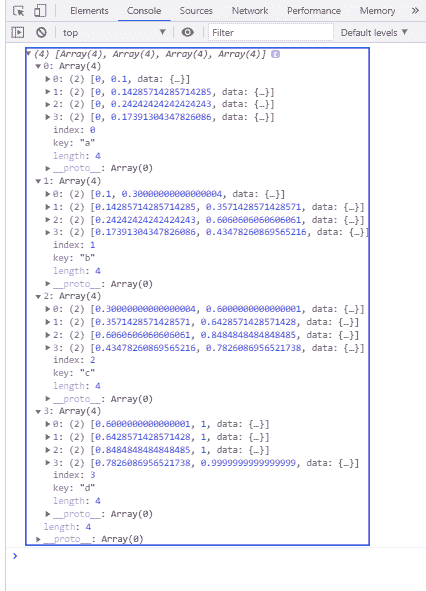 Elements Console Sources Network Performance Memory »
top ▼ Filter Default levels ▼
▼(4) [Array(4), Array(4), Array(4), Array(4)] i
▼0: Array(4)
▶0: (2) [0, 0.1, data: {…}]
▶1: (2) [0, 0.14285714285714285, data: {…}]
▶2: (2) [0, 0.24242424242424243, data: {…}]
▶3: (2) [0, 0.17391304347826086, data: {…}]
index: 0
key: "a"
length: 4
▶__proto__: Array(0)
▼1: Array(4)
▶0: (2) [0.1, 0.30000000000000004, data: {…}]
▶1: (2) [0.14285714285714285, 0.3571428571428571, data: {…}]
▶2: (2) [0.24242424242424243, 0.6060606060606061, data: {…}]
▶3: (2) [0.17391304347826086, 0.43478260869565216, data: {…}]
index: 1
key: "b"
length: 4
▶__proto__: Array(0)
▼2: Array(4)
▶0: (2) [0.30000000000000004, 0.6000000000000001, data: {…}]
▶1: (2) [0.3571428571428571, 0.6428571428571428, data: {…}]
▶2: (2) [0.6060606060606061, 0.8484848484848485, data: {…}]
▶3: (2) [0.43478260869565216, 0.7826086956521738, data: {…}]
index: 2
key: "c"
length: 4
▶__proto__: Array(0)
▼3: Array(4)
▶0: (2) [0.6000000000000001, 1, data: {…}]
▶1: (2) [0.6428571428571428, 1, data: {…}]
▶2: (2) [0.8484848484848485, 1, data: {…}]
▶3: (2) [0.7826086956521738, 0.9999999999999999, data: {…}]
index: 3
key: "d"
length: 4
▶__proto__: Array(0)
length: 4
▶__proto__: Array(0)